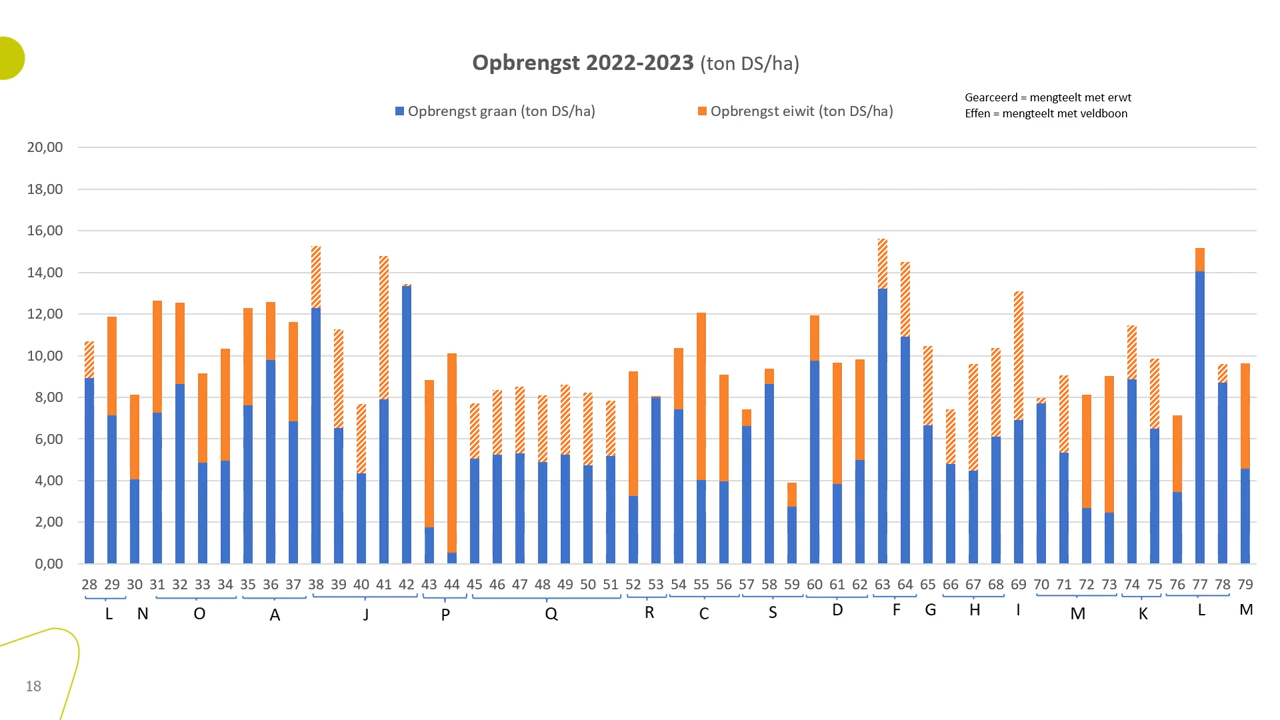 Opbrengst 2022-2023 (ton DS/ha)
Opbrengst graan (ton DS/ha) Opbrengst eiwit (ton DS/ha)
Gearceerd = mengteelt met erwt
Effen = mengteelt met veldboon
20,00
18,00
16,00
14,00
12,00
10,00
8,00
6,00
4,00
2,00
0,00
28 29 30 31 32 33 34 35 36 37 38 39 40 41 42 43 44 45 46 47 48 49 50 51 52 53 54 55 56 57 58 59 60 61 62 63 64 65 66 67 68 69 70 71 72 73 74 75 76 77 78 79
L N O A J P Q R C S D F G H I M K L M
18